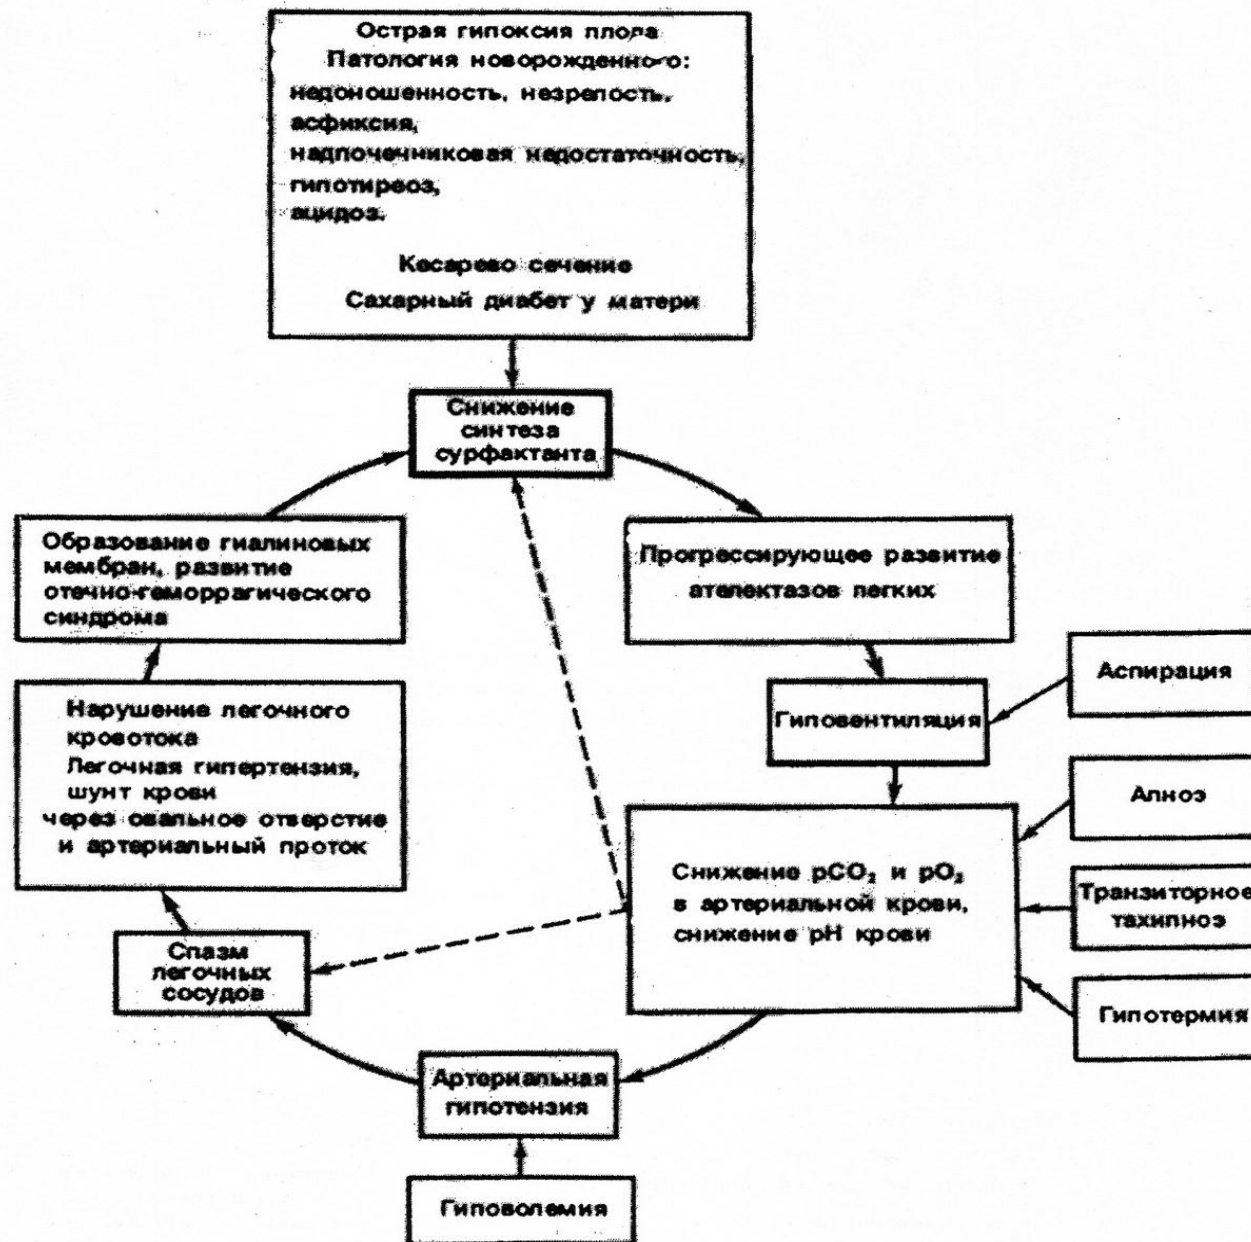 Острая гипоксия плода
Патология новорожденного:
недоношенность, незрелость,
асфиксия,
надпочечниковая недостаточность,
гипотиреоз,
ацидоз.
Кесарево сечение
Сахарный диабет у матери
Снижение
синтеза
сурфактанта
Образование гиалиновых
мембран, развитие
отечно-геморрагического
синдрома
Прогрессирующее развитие
ателектазов легких
Аспирация
Гиповентиляция
Нарушение легочного
кровотока
Легочная гипертензия,
шунт крови
через овальное отверстие
и артериальный проток
Апноэ
Снижение pCO₂ и pO₂
в артериальной крови,
снижение pH крови
Транзиторное
тахипноэ
Спазм
легочных
сосудов
Гипотермия
Артериальная
гипотензия
Гиповолемия